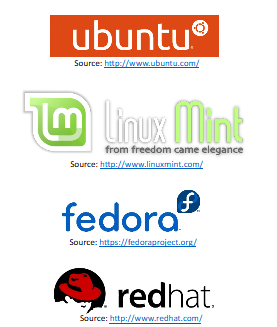 ubuntu
Source: http://www.ubuntu.com/
lm
Linux Mint
from freedom came elegance
Source: http://www.linuxmint.com/
f
fedora
Source: https://fedoraproject.org/
redhat.
Source: http://www.redhat.com/